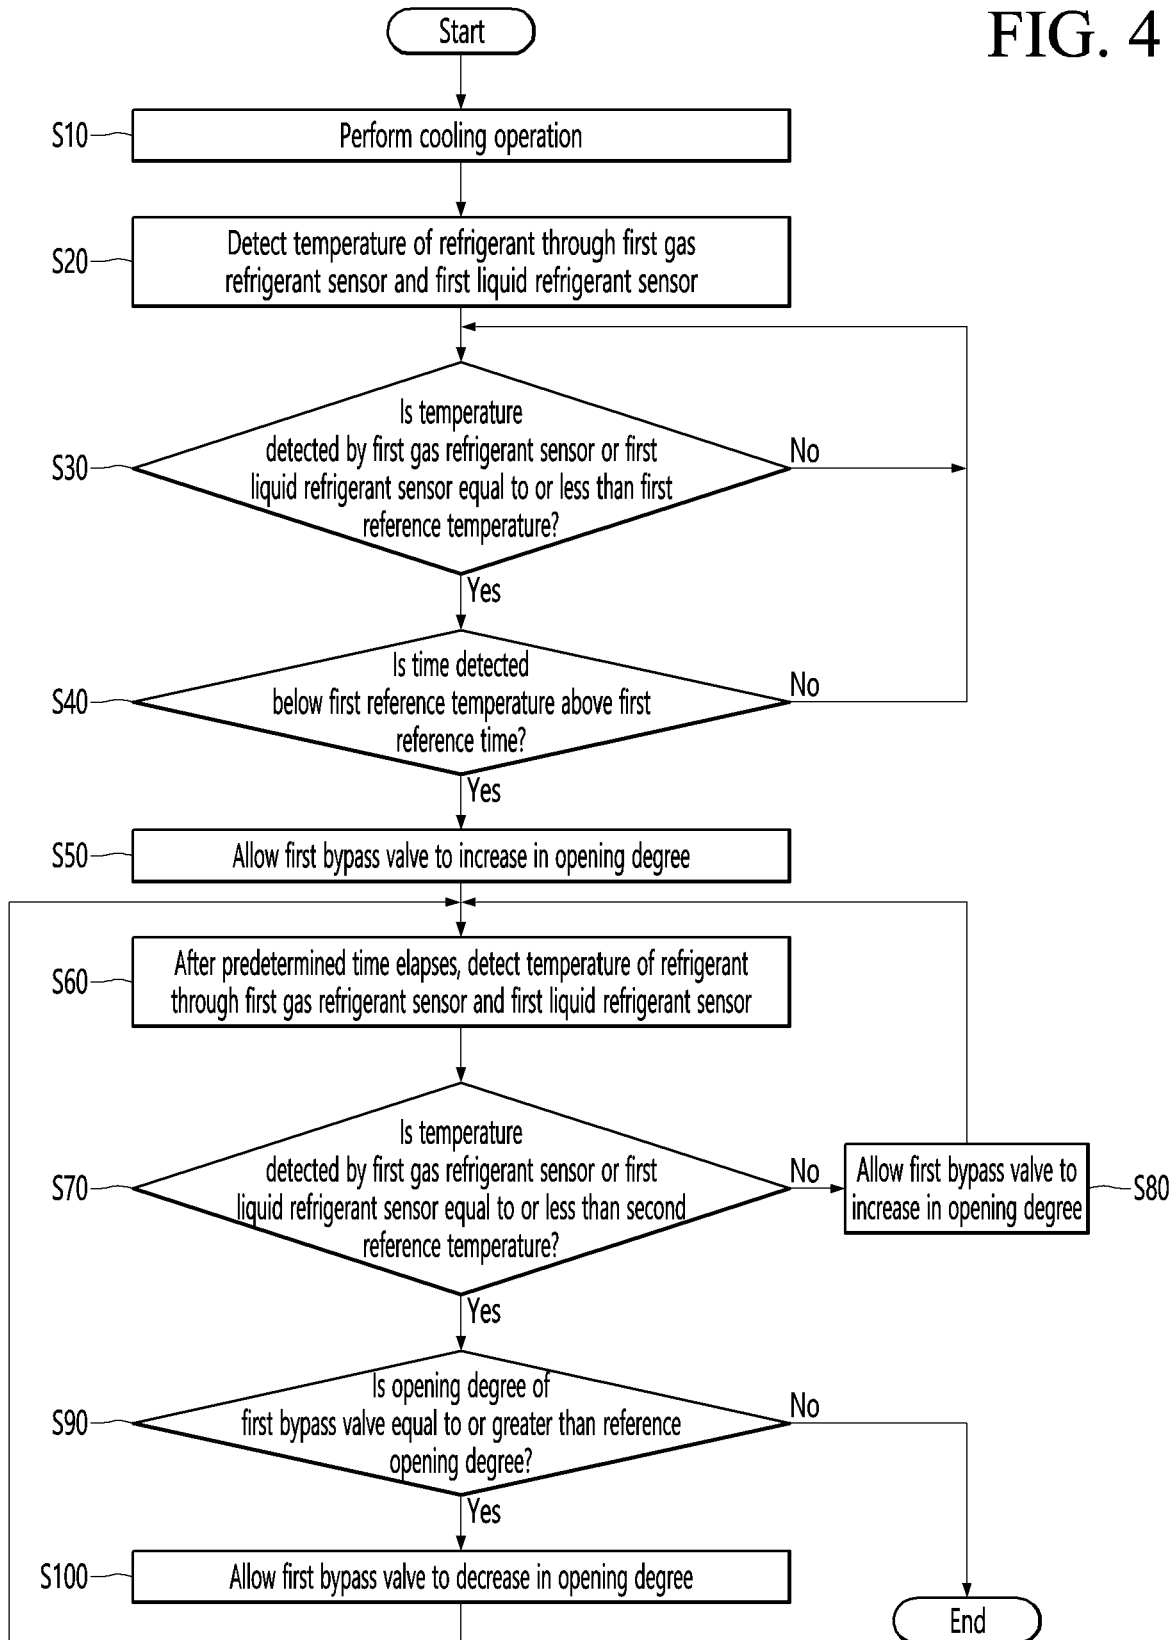 FIG. 4
Start
S10
Perform cooling operation
S20
Detect temperature of refrigerant through first gas
refrigerant sensor and first liquid refrigerant sensor
S30
Is temperature
detected by first gas refrigerant sensor or first
liquid refrigerant sensor equal to or less than first
reference temperature?
No
Yes
S40
Is time detected
below first reference temperature above first
reference time?
No
Yes
S50
Allow first bypass valve to increase in opening degree
S60
After predetermined time elapses, detect temperature of refrigerant
through first gas refrigerant sensor and first liquid refrigerant sensor
S70
Is temperature
detected by first gas refrigerant sensor or first
liquid refrigerant sensor equal to or less than second
reference temperature?
No
Allow first bypass valve to
increase in opening degree
S80
Yes
S90
Is opening degree of
first bypass valve equal to or greater than reference
opening degree?
No
Yes
S100
Allow first bypass valve to decrease in opening degree
End